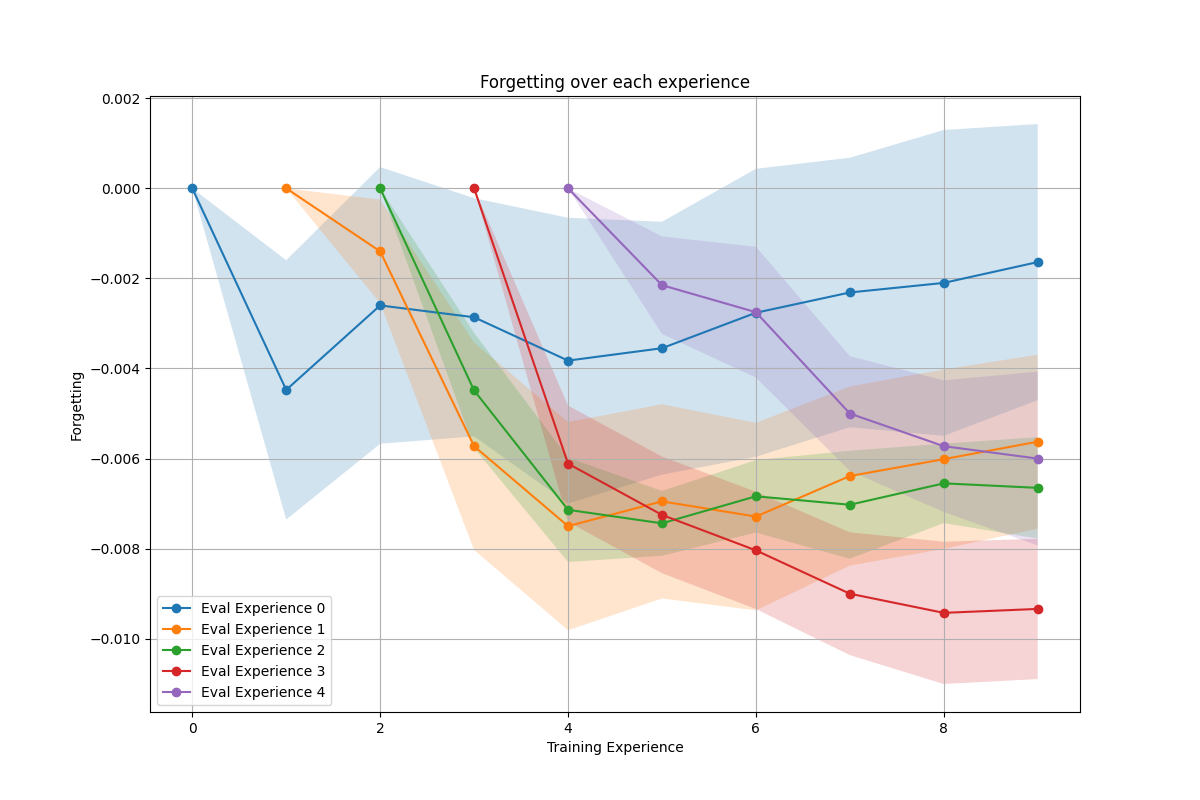 Forgetting over each experience
0.002
0.000
−0.002
−0.004
−0.006
−0.008
−0.010
Forgetting
Eval Experience 0
Eval Experience 1
Eval Experience 2
Eval Experience 3
Eval Experience 4
0 2 4 6 8
Training Experience